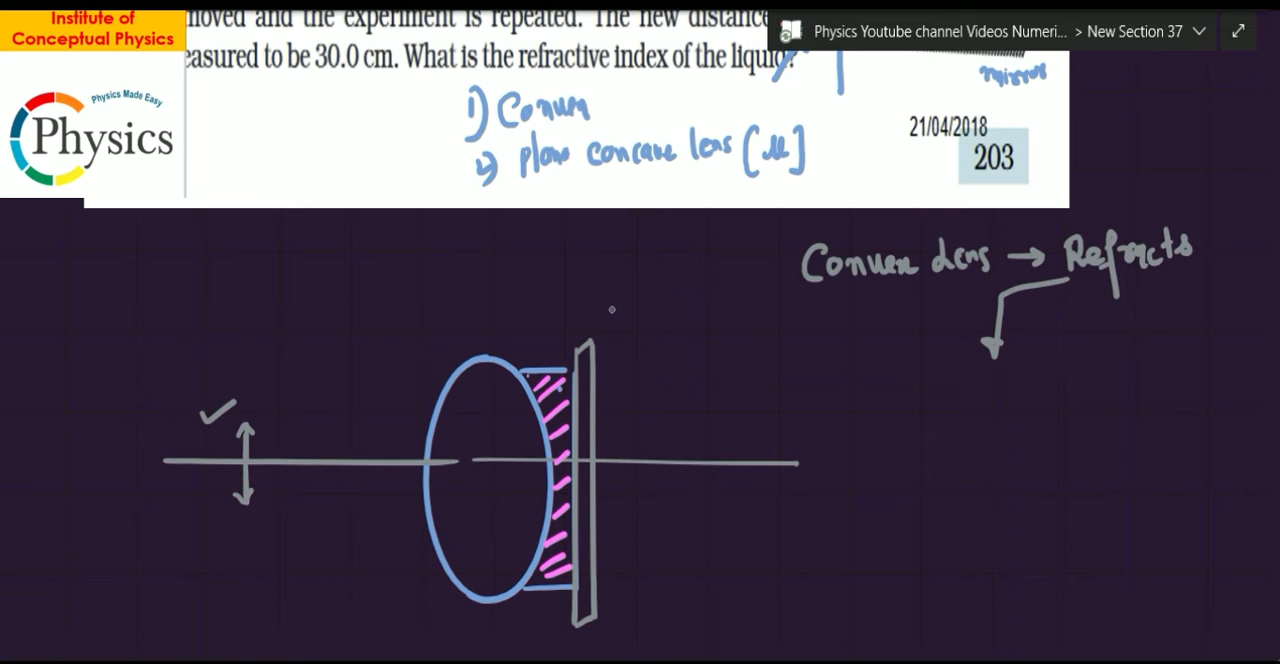 Institute of
Conceptual Physics
Physics Made Easy
Physics
moved and the experiment is repeated. The new distance
easured to be 30.0 cm. What is the refractive index of the liquid?
Physics Youtube channel Videos Numeri... > New Section 37
mirror
1) Convex
2) plano concave lens [μ]
21/04/2018
203
Convex Lens → Refracts